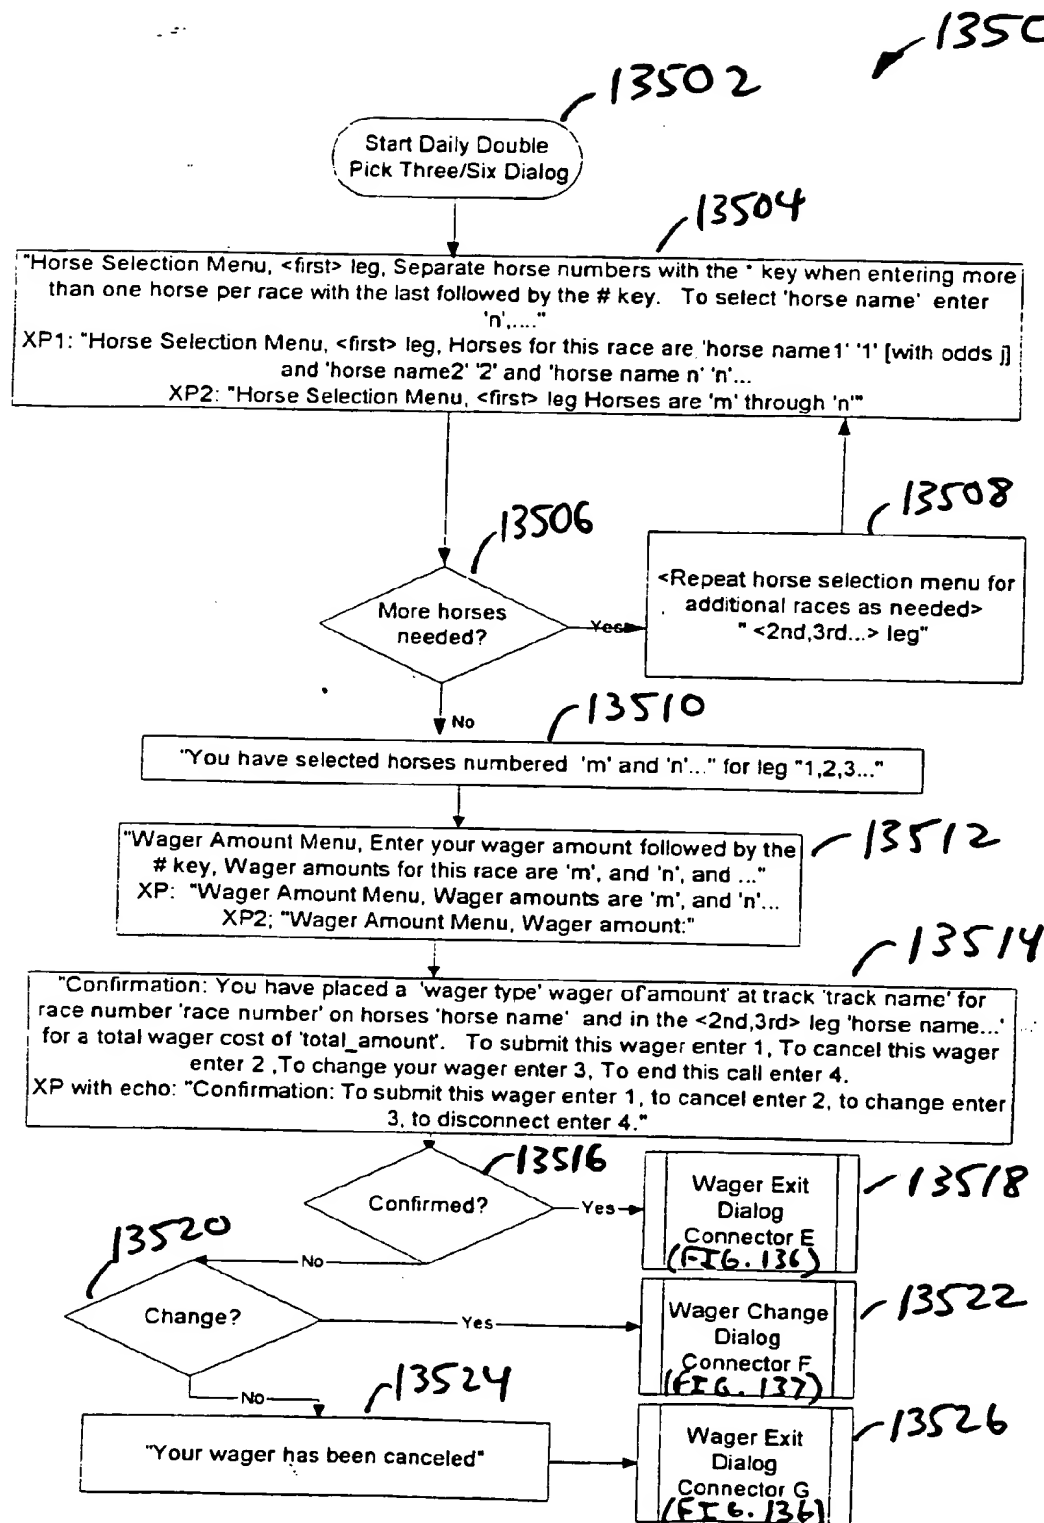 1350
13502
Start Daily Double
Pick Three/Six Dialog
13504
"Horse Selection Menu, <first> leg, Separate horse numbers with the * key when entering more
than one horse per race with the last followed by the # key. To select 'horse name' enter
'n',...."
XP1: "Horse Selection Menu, <first> leg, Horses for this race are 'horse name1' '1' [with odds j]
and 'horse name2' '2' and 'horse name n' 'n'...
XP2: "Horse Selection Menu, <first> leg Horses are 'm' through 'n'"
13506
13508
More horses
needed?
Yes
<Repeat horse selection menu for
additional races as needed>
" <2nd,3rd...> leg"
No
13510
"You have selected horses numbered 'm' and 'n'..." for leg "1,2,3..."
"Wager Amount Menu, Enter your wager amount followed by the
# key, Wager amounts for this race are 'm', and 'n', and ..."
XP: "Wager Amount Menu, Wager amounts are 'm', and 'n'...
XP2; "Wager Amount Menu, Wager amount:"
13512
13514
"Confirmation: You have placed a 'wager type' wager of'amount' at track 'track name' for
race number 'race number' on horses 'horse name' and in the <2nd,3rd> leg 'horse name...'
for a total wager cost of 'total_amount'. To submit this wager enter 1, To cancel this wager
enter 2 ,To change your wager enter 3, To end this call enter 4.
XP with echo: "Confirmation: To submit this wager enter 1, to cancel enter 2, to change enter
3, to disconnect enter 4."
13516
Confirmed?
Yes
Wager Exit
Dialog
Connector E
(FIG. 136)
13518
No
13520
Change?
Yes
Wager Change
Dialog
Connector F
(FIG. 137)
13522
No
13524
"Your wager has been canceled"
Wager Exit
Dialog
Connector G
(FIG. 136)
13526